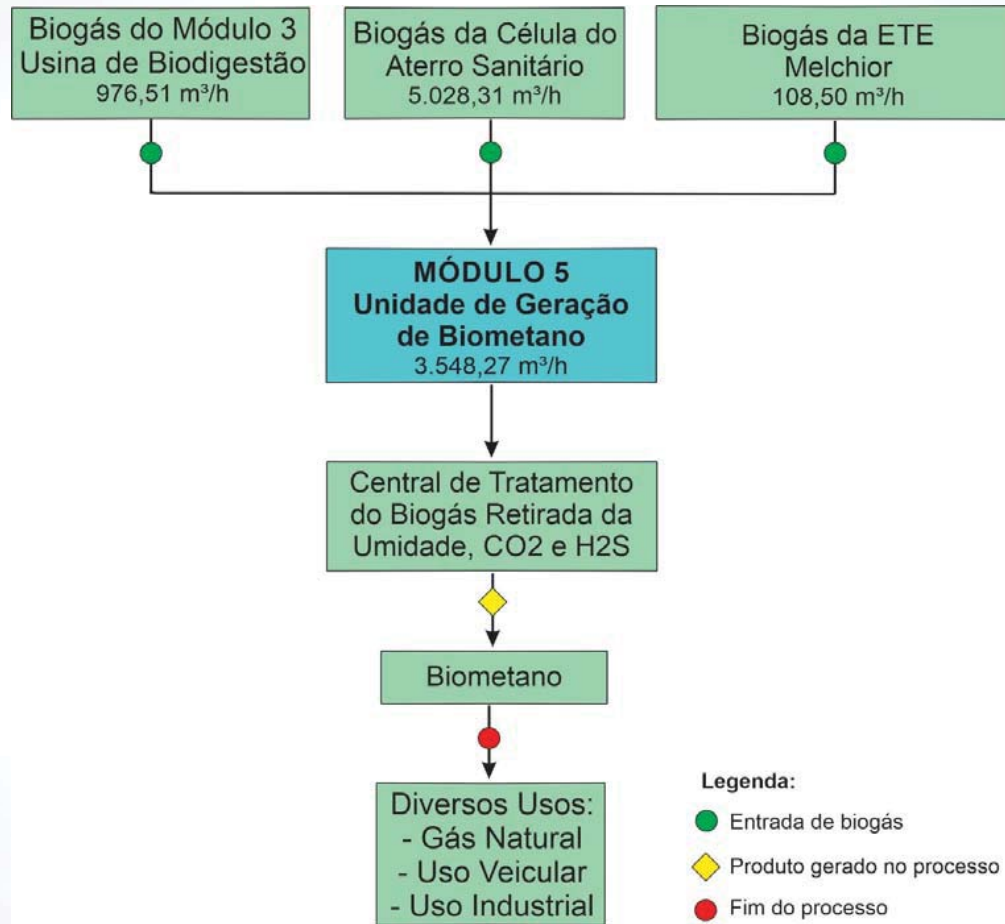 Biogás do Módulo 3
Usina de Biodigestão
976,51 m³/h
Biogás da Célula do
Aterro Sanitário
5.028,31 m³/h
Biogás da ETE
Melchior
108,50 m³/h
MÓDULO 5
Unidade de Geração
de Biometano
3.548,27 m³/h
Central de Tratamento
do Biogás Retirada da
Umidade, CO2 e H2S
Biometano
Diversos Usos:
- Gás Natural
- Uso Veicular
- Uso Industrial
Legenda:
Entrada de biogás
Produto gerado no processo
Fim do processo